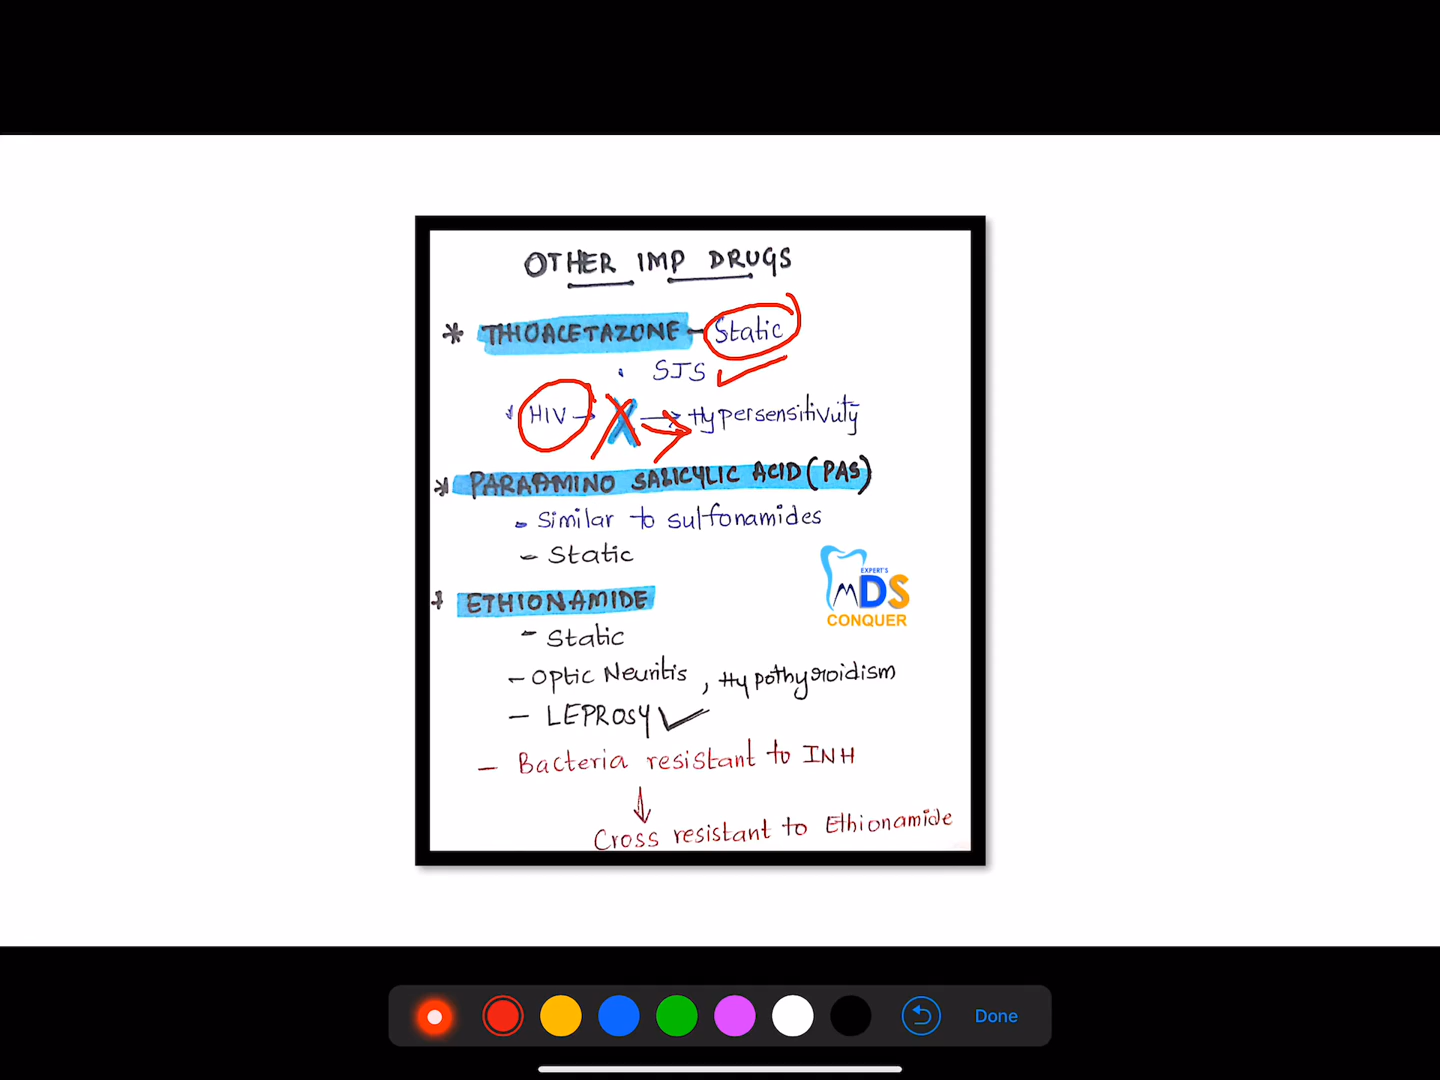 OTHER IMP DRUGS
* THIOACETAZONE - Static
SJS
HIV → X → Hypersensitivity
* PARAAMINO SALICYLIC ACID (PAS)
- Similar to sulfonamides
- Static
* ETHIONAMIDE
- Static
- Optic Neuritis, Hypothyroidism
- LEPROSY ✓
- Bacteria resistant to INH
↓
Cross resistant to Ethionamide
EXPERT'S
MDS
CONQUER
Done